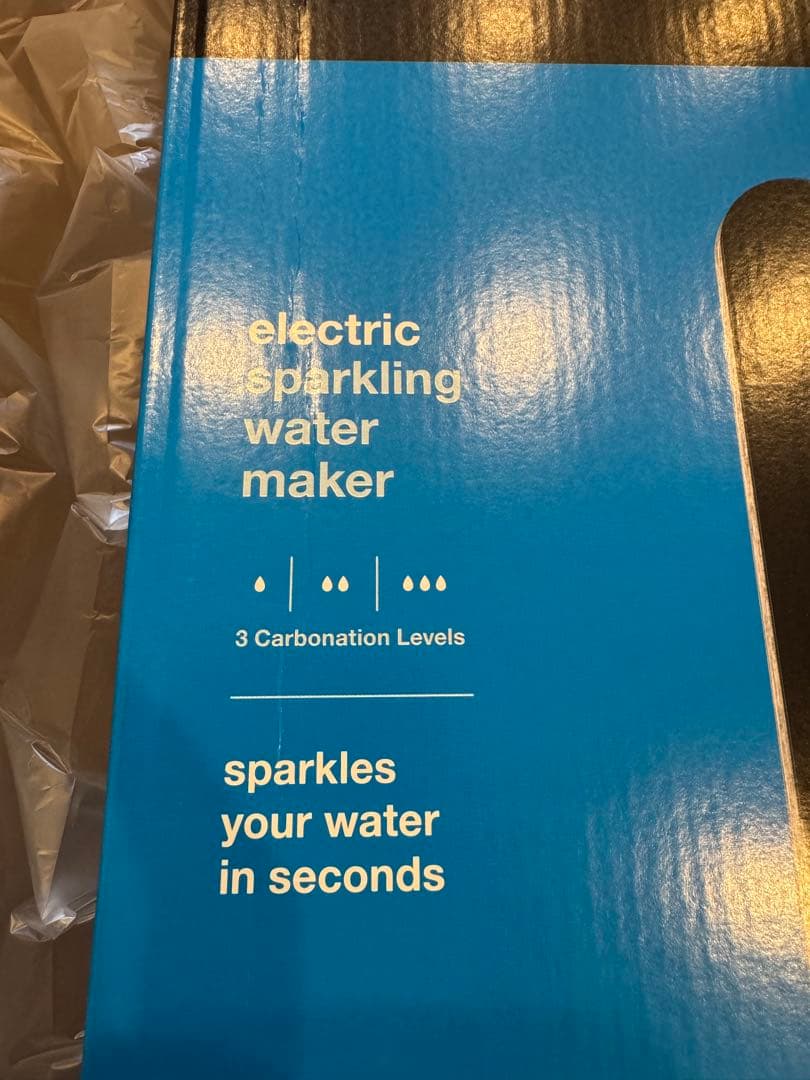 electric
sparkling
water
maker
3 Carbonation Levels
sparkles
your water
in seconds